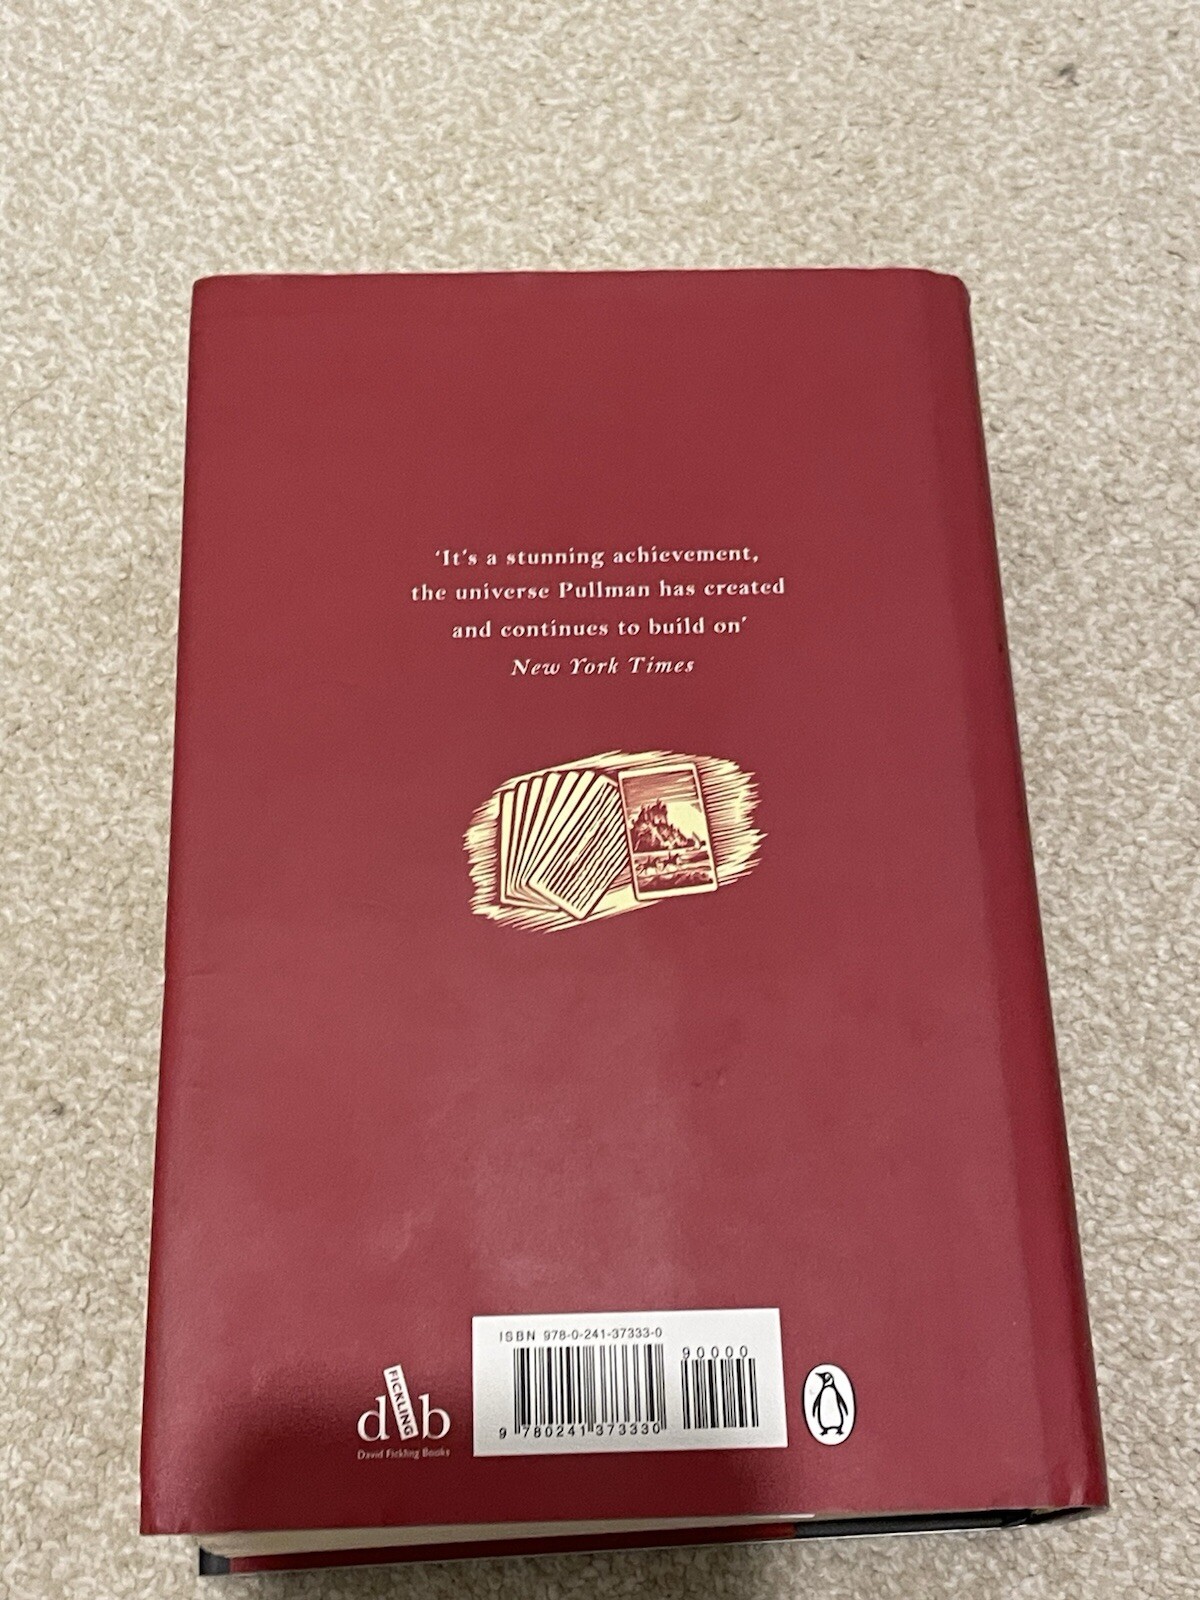 ‘It's a stunning achievement,
the universe Pullman has created
and continues to build on’
New York Times
ISBN 978-0-241-37333-0
90000
9 780241 373330
d FICKLING b
David Fickling Books